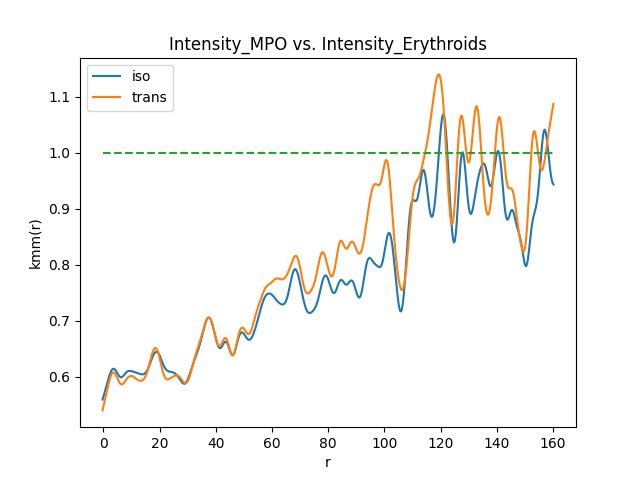 Intensity_MPO vs. Intensity_Erythroids
iso
trans
kmm(r)
1.1
1.0
0.9
0.8
0.7
0.6
0 20 40 60 80 100 120 140 160
r